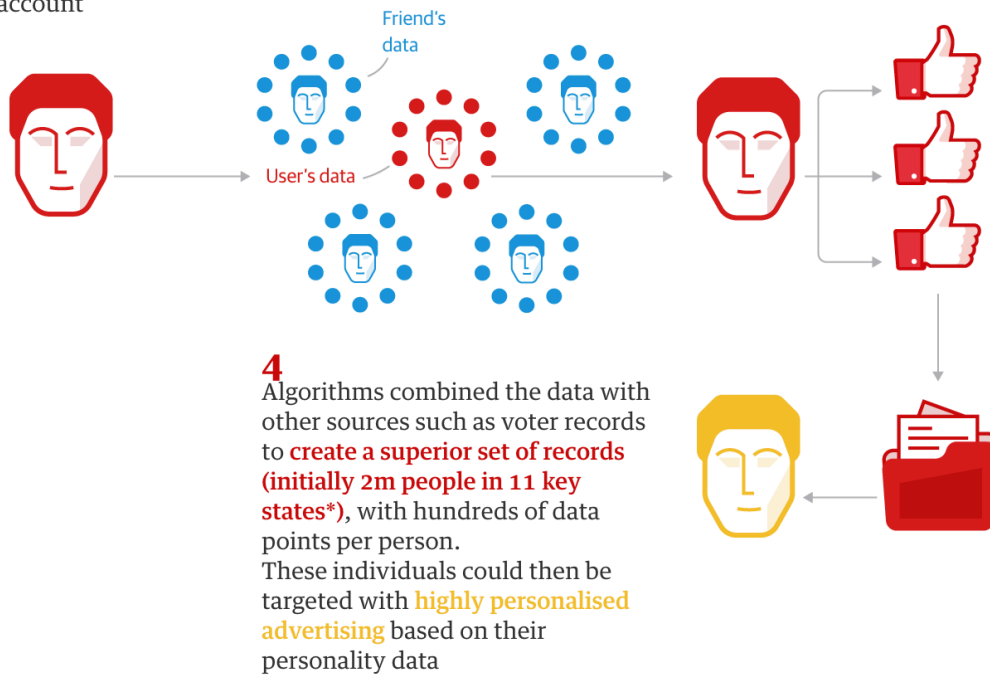 account
Friend's
data
User's data
4
Algorithms combined the data with
other sources such as voter records
to create a superior set of records
(initially 2m people in 11 key
states*), with hundreds of data
points per person.
These individuals could then be
targeted with highly personalised
advertising based on their
personality data